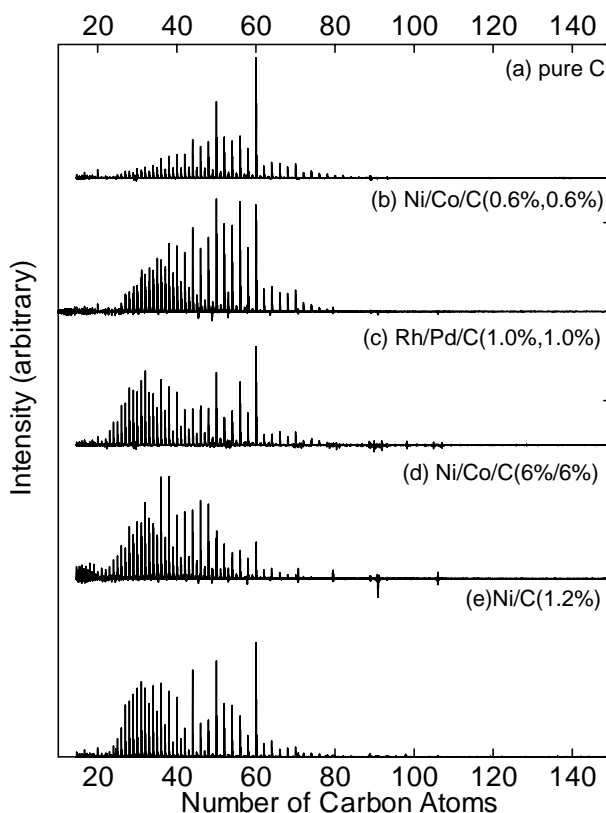 20 40 60 80 100 120 140
(a) pure C
(b) Ni/Co/C(0.6%,0.6%)
(c) Rh/Pd/C(1.0%,1.0%)
(d) Ni/Co/C(6%/6%)
(e)Ni/C(1.2%)
Intensity (arbitrary)
20 40 60 80 100 120 140
Number of Carbon Atoms